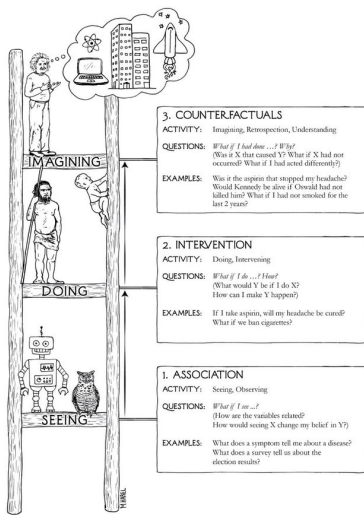 3. COUNTERFACTUALS
ACTIVITY: Imagining, Retrospection, Understanding
QUESTIONS: What if I had done …? Why?
(Was it X that caused Y? What if X had not
occurred? What if I had acted differently?)
EXAMPLES: Was it the aspirin that stopped my headache?
Would Kennedy be alive if Oswald had not
killed him? What if I had not smoked for the
last 2 years?
IMAGINING
2. INTERVENTION
ACTIVITY: Doing, Intervening
QUESTIONS: What if I do …? How?
(What would Y be if I do X?
How can I make Y happen?)
EXAMPLES: If I take aspirin, will my headache be cured?
What if we ban cigarettes?
DOING
1. ASSOCIATION
ACTIVITY: Seeing, Observing
QUESTIONS: What if I see ...?
(How are the variables related?
How would seeing X change my belief in Y?)
EXAMPLES: What does a symptom tell me about a disease?
What does a survey tell us about the
election results?
SEEING
M.HAREL